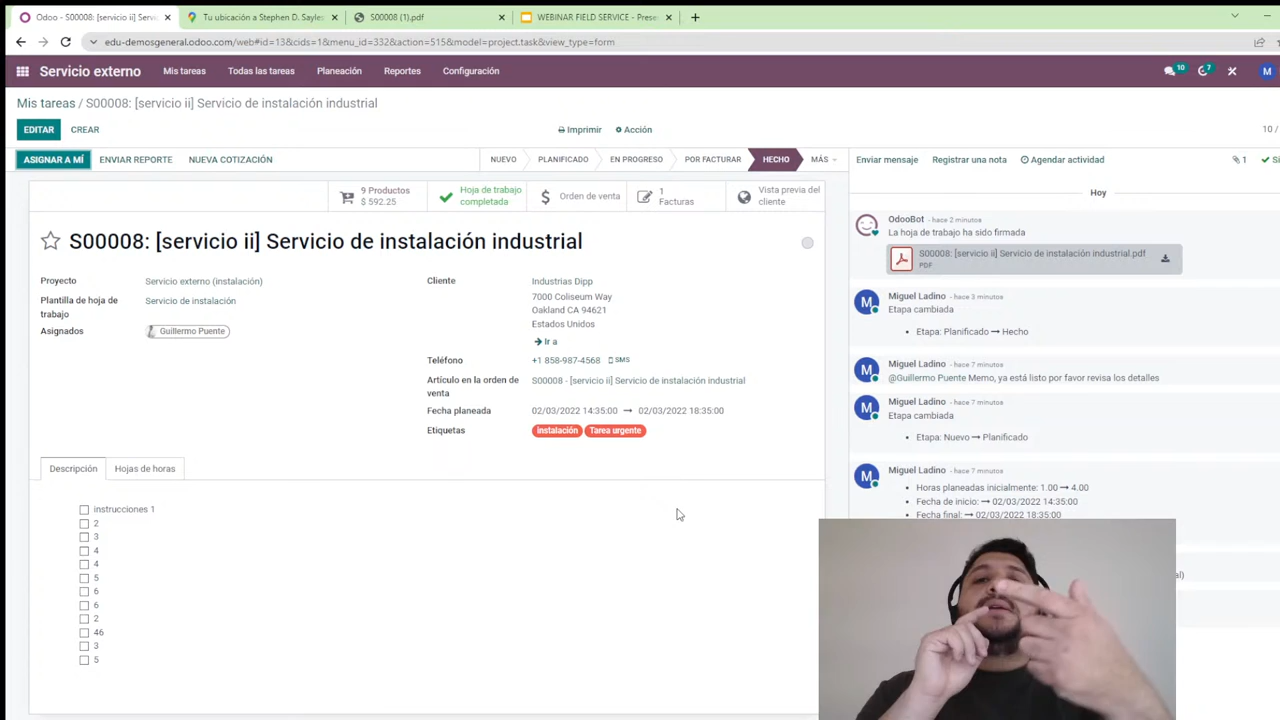 Odoo - S00008: [servicio ii] Servic
Tu ubicación a Stephen D. Sayles
S00008 (1).pdf
WEBINAR FIELD SERVICE - Prese
edu-demosgeneral.odoo.com/web#id=13&cids=1&menu_id=332&action=515&model=project.task&view_type=form
Servicio externo
Mis tareas
Todas las tareas
Planeación
Reportes
Configuración
10
7
M
Mis tareas / S00008: [servicio ii] Servicio de instalación industrial
EDITAR
CREAR
Imprimir
Acción
10 /
ASIGNAR A MÍ
ENVIAR REPORTE
NUEVA COTIZACIÓN
NUEVO
PLANIFICADO
EN PROGRESO
POR FACTURAR
HECHO
MÁS
Enviar mensaje
Registrar una nota
Agendar actividad
1
9 Productos
$ 592.25
Hoja de trabajo
completada
Orden de venta
1
Facturas
Vista previa del
cliente
S00008: [servicio ii] Servicio de instalación industrial
Proyecto
Servicio externo (instalación)
Plantilla de hoja de
trabajo
Servicio de instalación
Asignados
Guillermo Puente
Cliente
Industrias Dipp
7000 Coliseum Way
Oakland CA 94621
Estados Unidos
Ir a
Teléfono
+1 858-987-4568
SMS
Artículo en la orden de
venta
S00008 - [servicio ii] Servicio de instalación industrial
Fecha planeada
02/03/2022 14:35:00 → 02/03/2022 18:35:00
Etiquetas
instalación
Tarea urgente
Descripción
Hojas de horas
instrucciones 1
2
3
4
4
5
6
6
2
46
3
5
Hoy
OdooBot - hace 2 minutos
La hoja de trabajo ha sido firmada
S00008: [servicio ii] Servicio de instalación industrial.pdf
PDF
M
Miguel Ladino - hace 3 minutos
Etapa cambiada
Etapa: Planificado → Hecho
M
Miguel Ladino - hace 7 minutos
@Guillermo Puente Memo, ya está listo por favor revisa los detalles
M
Miguel Ladino - hace 7 minutos
Etapa cambiada
Etapa: Nuevo → Planificado
M
Miguel Ladino - hace 7 minutos
Horas planeadas inicialmente: 1.00 → 4.00
Fecha de inicio: → 02/03/2022 14:35:00
Fecha final: → 02/03/2022 18:35:00